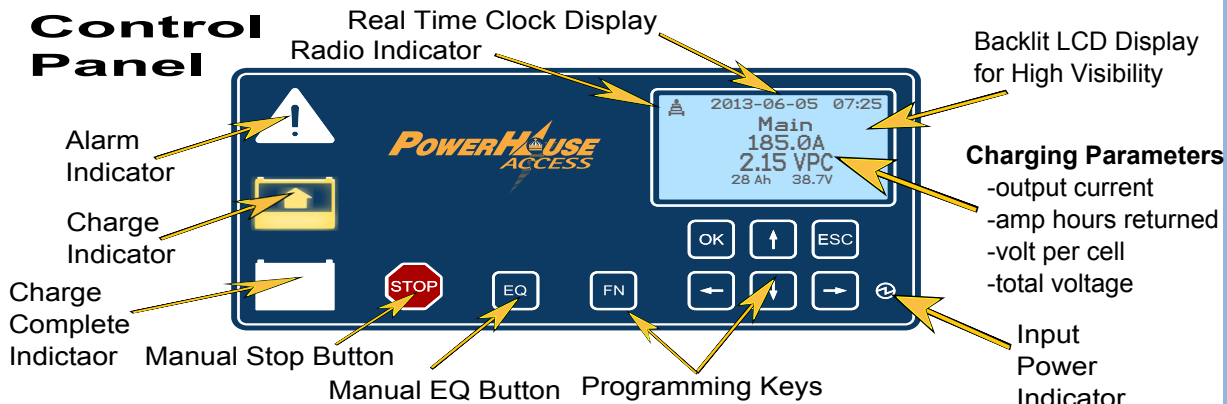 Control
Panel
Real Time Clock Display
Radio Indicator
Backlit LCD Display
for High Visibility
Alarm
Indicator
Charge
Indicator
Charge
Complete
Indictaor
POWERHOUSE
ACCESS
2013-06-05 07:25
Main
185.0A
2.15 VPC
28 Ah 38.7V
Charging Parameters
-output current
-amp hours returned
-volt per cell
-total voltage
OK
ESC
STOP
EQ
FN
Manual Stop Button
Manual EQ Button
Programming Keys
Input
Power
Indicator